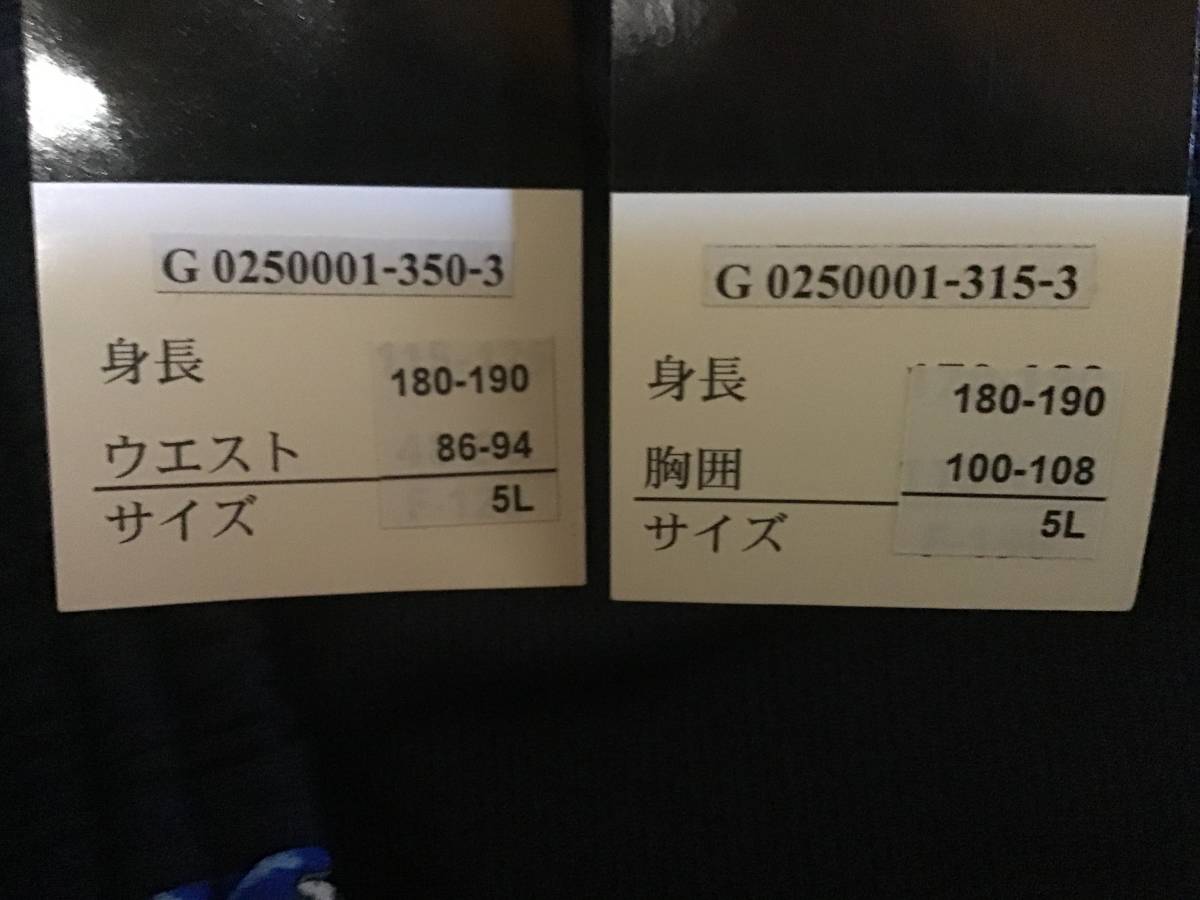 G 0250001-350-3
身長 180-190
ウエスト 86-94
サイズ 5L
G 0250001-315-3
身長 180-190
胸囲 100-108
サイズ 5L